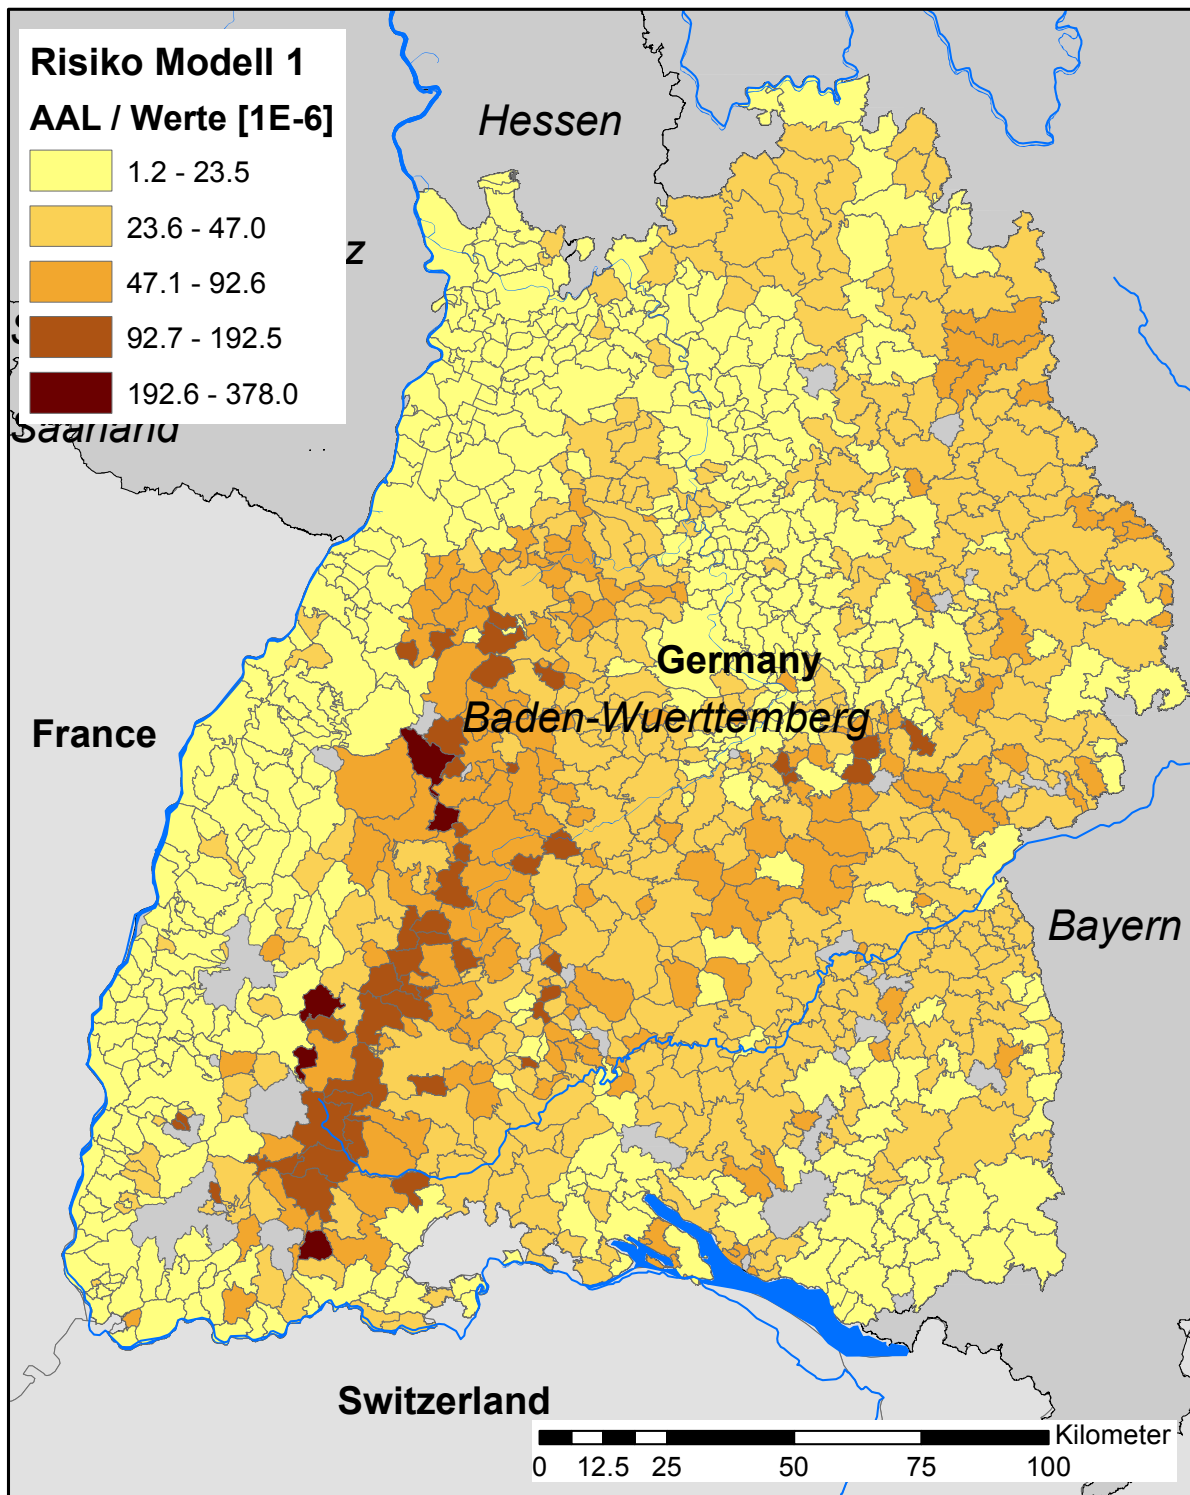 Risiko Modell 1
AAL / Werte [1E-6]
1.2 - 23.5
23.6 - 47.0
47.1 - 92.6
92.7 - 192.5
192.6 - 378.0
Hessen
z
S
Saarland
Germany
Baden-Wuerttemberg
France
Bayern
Switzerland
Kilometer
0 12.5 25 50 75 100